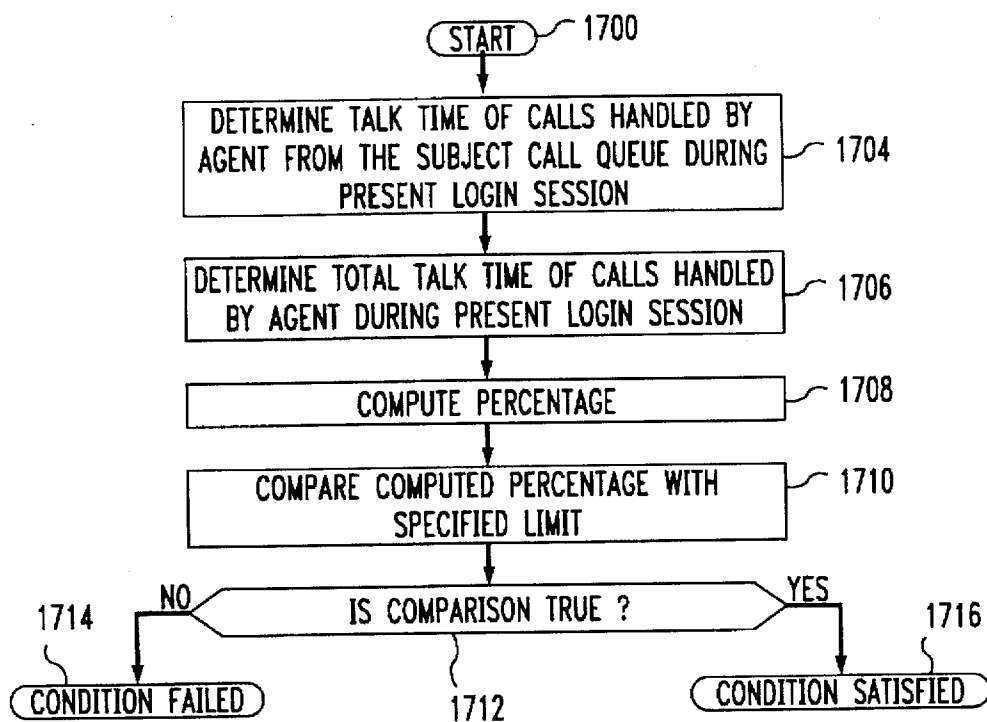 START
1700
DETERMINE TALK TIME OF CALLS HANDLED BY
AGENT FROM THE SUBJECT CALL QUEUE DURING
PRESENT LOGIN SESSION
1704
DETERMINE TOTAL TALK TIME OF CALLS HANDLED
BY AGENT DURING PRESENT LOGIN SESSION
1706
COMPUTE PERCENTAGE
1708
COMPARE COMPUTED PERCENTAGE WITH
SPECIFIED LIMIT
1710
NO
IS COMPARISON TRUE ?
YES
1714
1716
CONDITION FAILED
1712
CONDITION SATISFIED